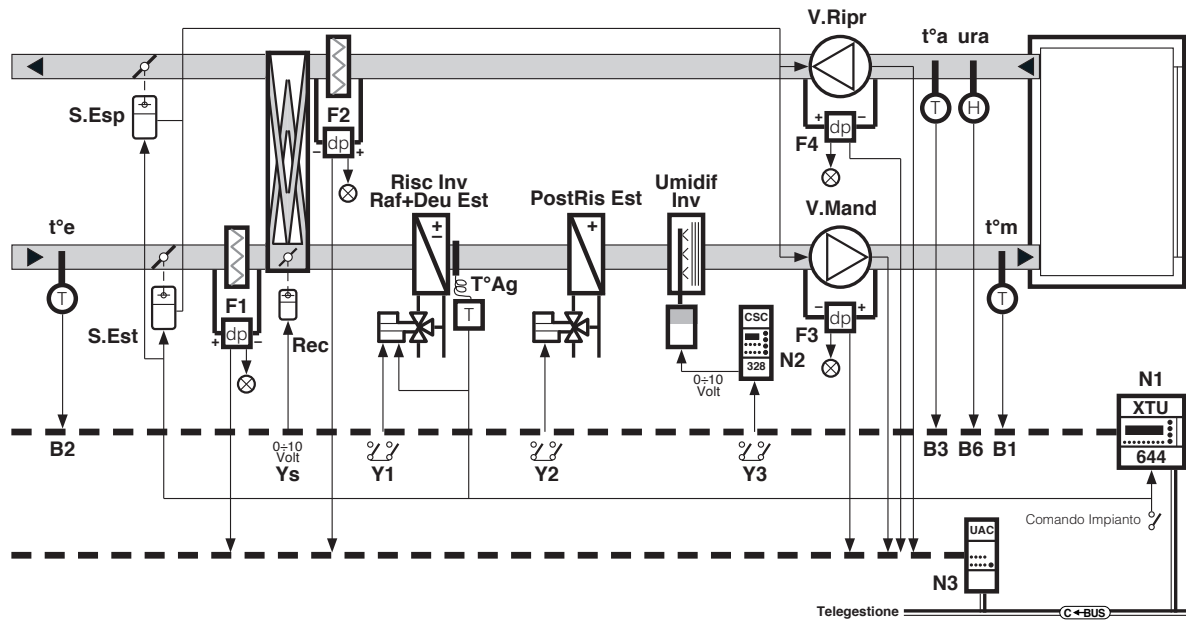 V.Ripr
t°a ura
S.Esp
F2
T
H
dp
− +
+ −
dp
F4
Risc Inv
Raf+Deu Est
PostRis Est
Umidif
Inv
V.Mand
t°e
t°m
+
−
+
T°Ag
T
T
T
S.Est
F1
dp
+ −
Rec
CSC
328
N2
0÷10
Volt
− +
dp
F3
N1
XTU
644
B2
0÷10
Volt
Ys
Y1
Y2
Y3
B3 B6 B1
Comando Impianto
UAC
N3
Telegestione
C BUS